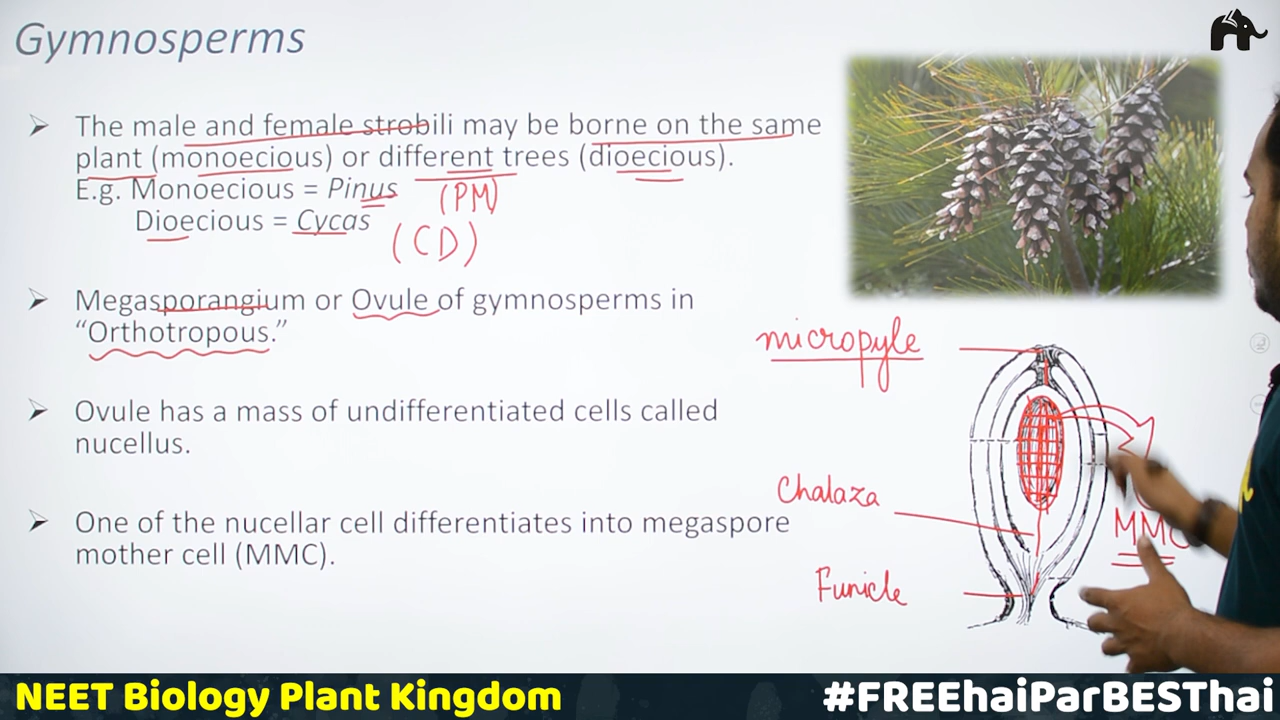 Gymnosperms
➤ The male and female strobili may be borne on the same
plant (monoecious) or different trees (dioecious).
E.g. Monoecious = Pinus (PM)
Dioecious = Cycas (CD)
➤ Megasporangium or Ovule of gymnosperms in
“Orthotropous.”
micropyle
➤ Ovule has a mass of undifferentiated cells called
nucellus.
Chalaza
➤ One of the nucellar cell differentiates into megaspore
mother cell (MMC).
MMC
Funicle
NEET Biology Plant Kingdom
#FREEhaiParBESThai